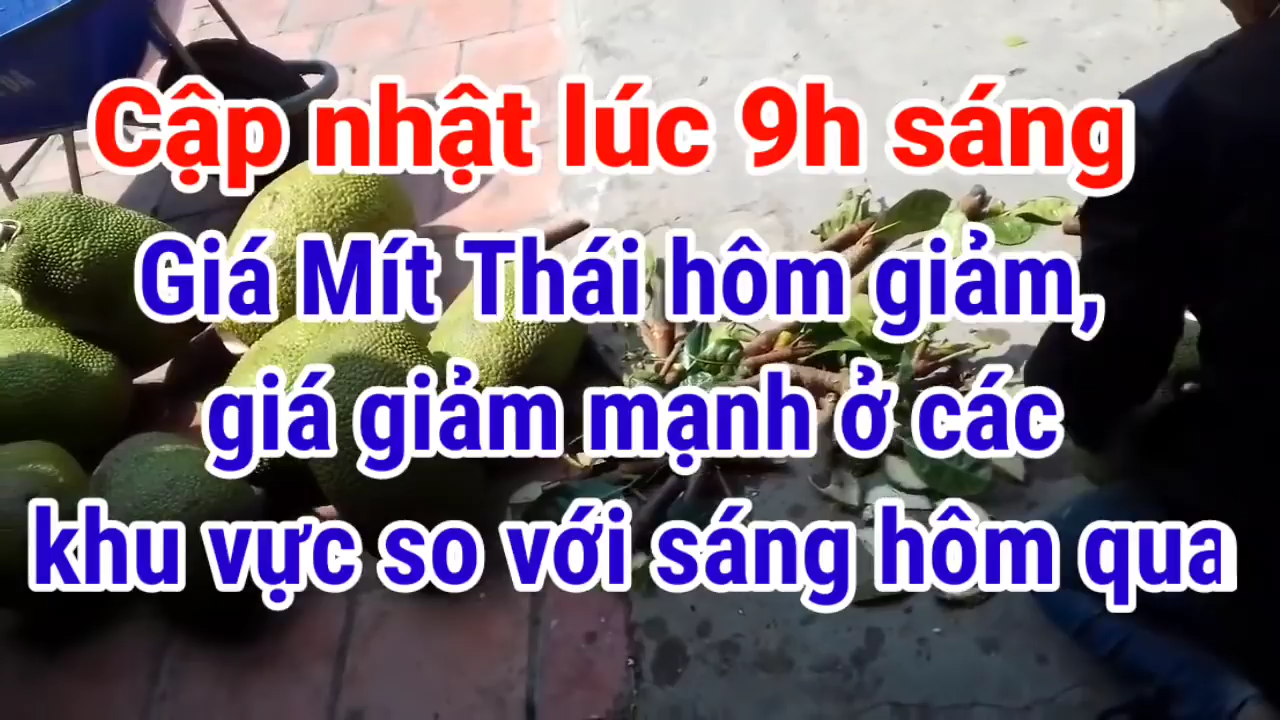 Cập nhật lúc 9h sáng
Giá Mít Thái hôm giảm,
giá giảm mạnh ở các
khu vực so với sáng hôm qua